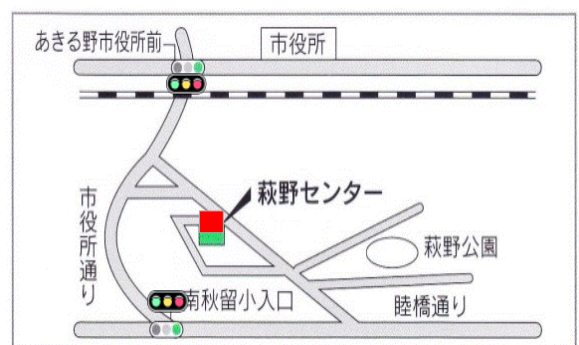 あきる野市役所前
市役所
萩野センター
市役所通り
萩野公園
南秋留小入口
睦橋通り